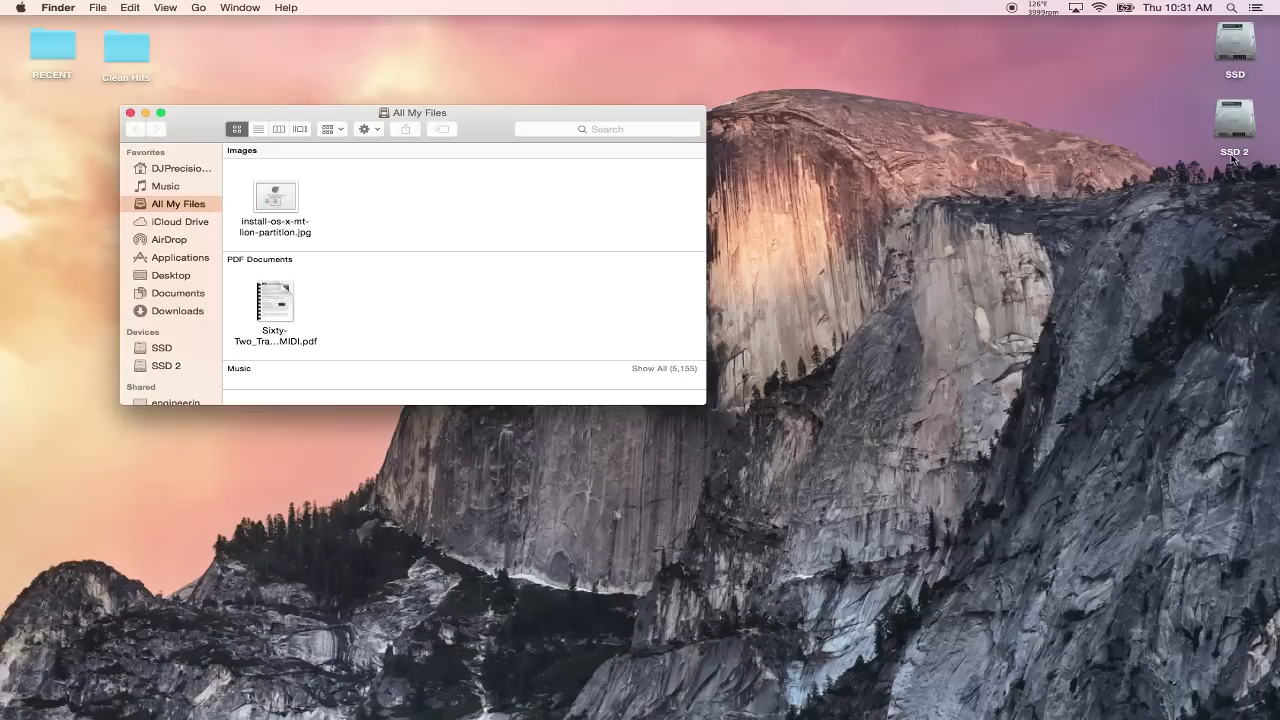 Finder File Edit View Go Window Help
126°F
3999rpm
Thu 10:31 AM
RECENT
Clean Hits
SSD
SSD 2
All My Files
Search
Favorites
DJPrecisio...
Music
All My Files
iCloud Drive
AirDrop
Applications
Desktop
Documents
Downloads
Devices
SSD
SSD 2
Shared
engineerin
Images
install-os-x-mt-
lion-partition.jpg
PDF Documents
Sixty-
Two_Tra...MIDI.pdf
Music
Show All (5,155)